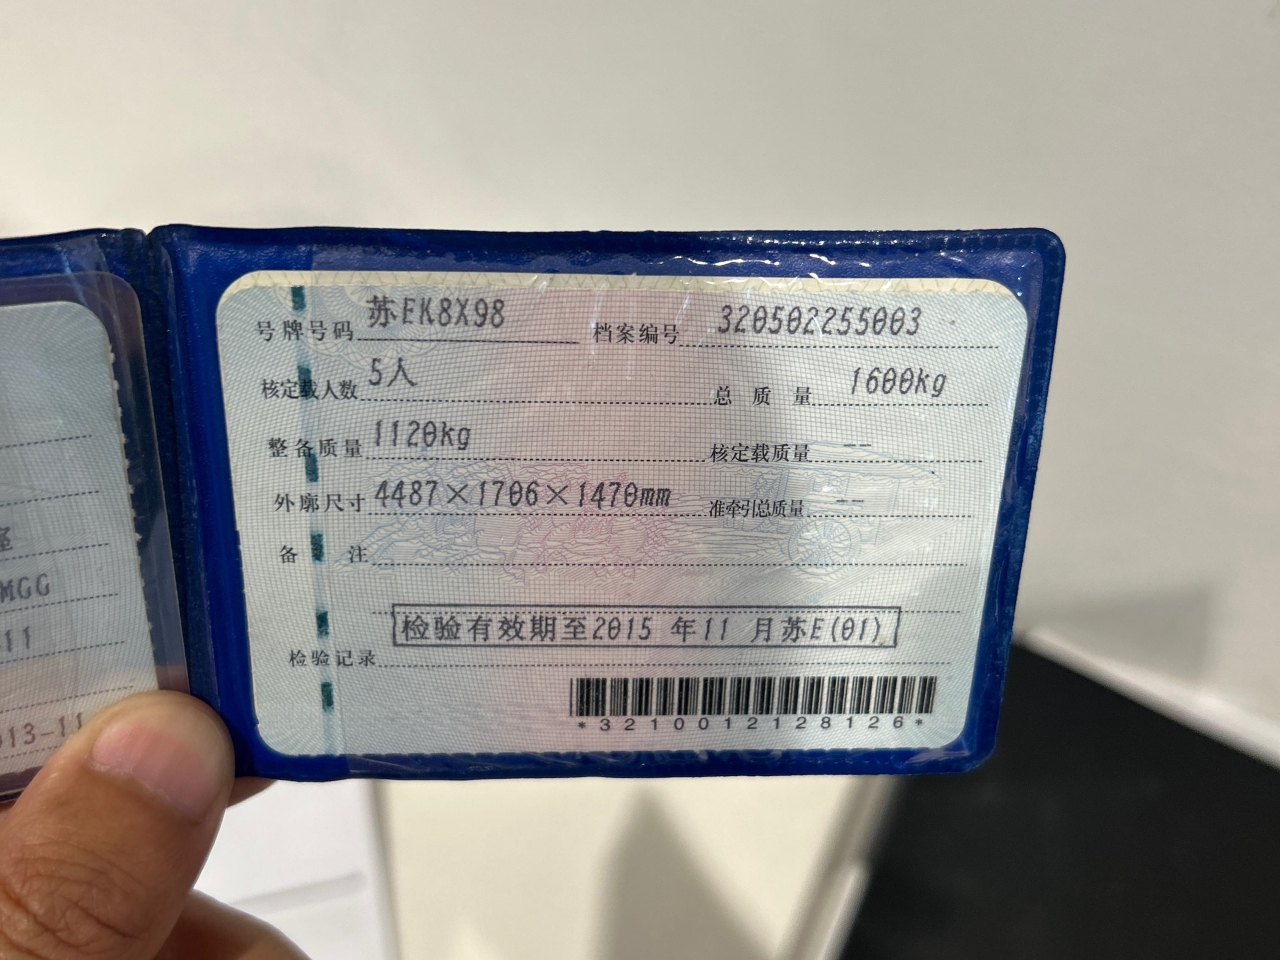 号牌号码 苏EK8X98 档案编号 320502255003
核定载人数 5人 总质量 1600kg
整备质量 1120kg 核定载质量 --
外廓尺寸 4487×1706×1470mm 准牵引总质量 --
备注
检验有效期至2015 年11 月苏E(01)
检验记录
*3210012128126*
MGG
11
013-11